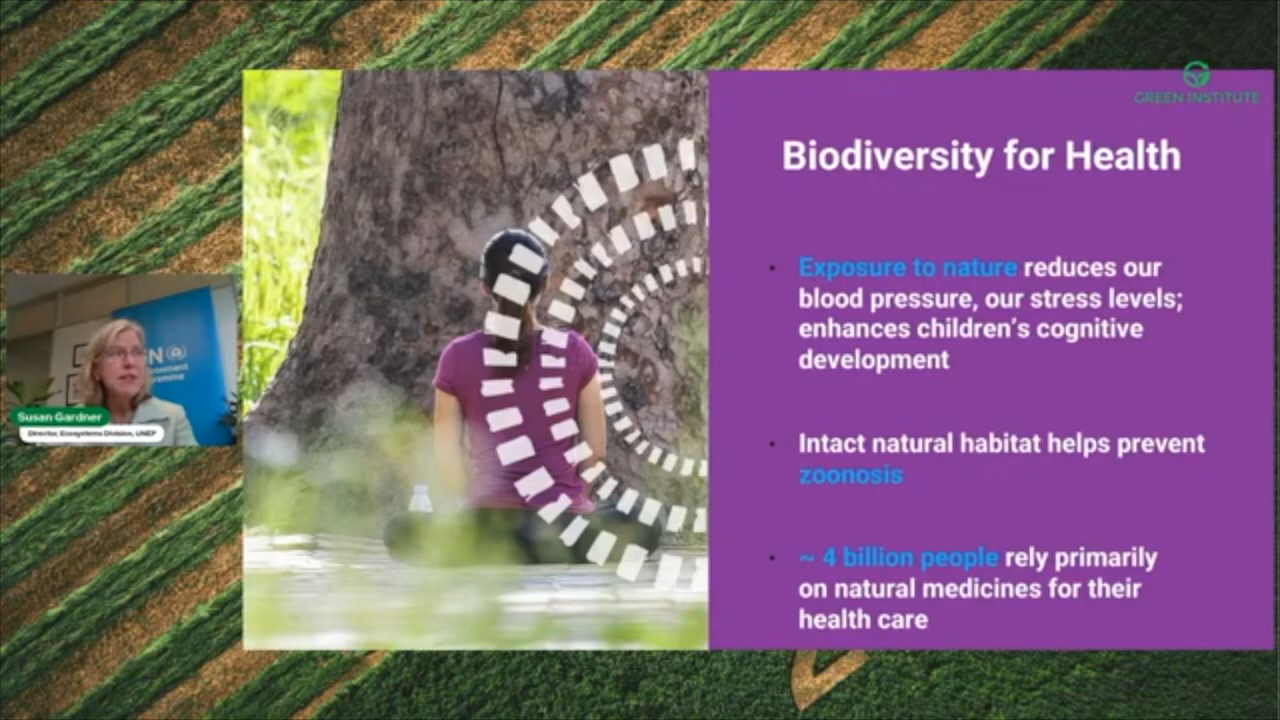 GREEN INSTITUTE
Biodiversity for Health
Exposure to nature reduces our
blood pressure, our stress levels;
enhances children's cognitive
development
Intact natural habitat helps prevent
zoonosis
~ 4 billion people rely primarily
on natural medicines for their
health care
Susan Gardner
Director, Ecosystems Division, UNEP